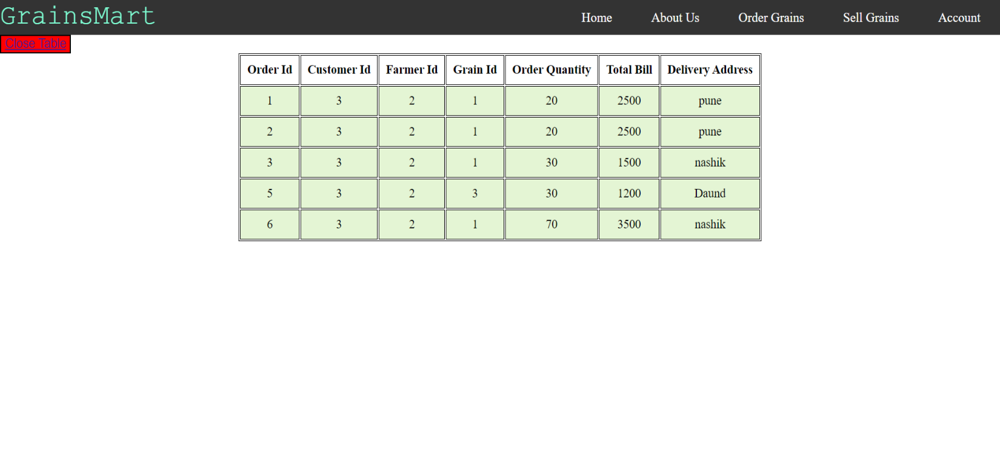 GrainsMart Home About Us Order Grains Sell Grains Account
Close Table
Order Id Customer Id Farmer Id Grain Id Order Quantity Total Bill Delivery Address
1 3 2 1 20 2500 pune
2 3 2 1 20 2500 pune
3 3 2 1 30 1500 nashik
5 3 2 3 30 1200 Daund
6 3 2 1 70 3500 nashik